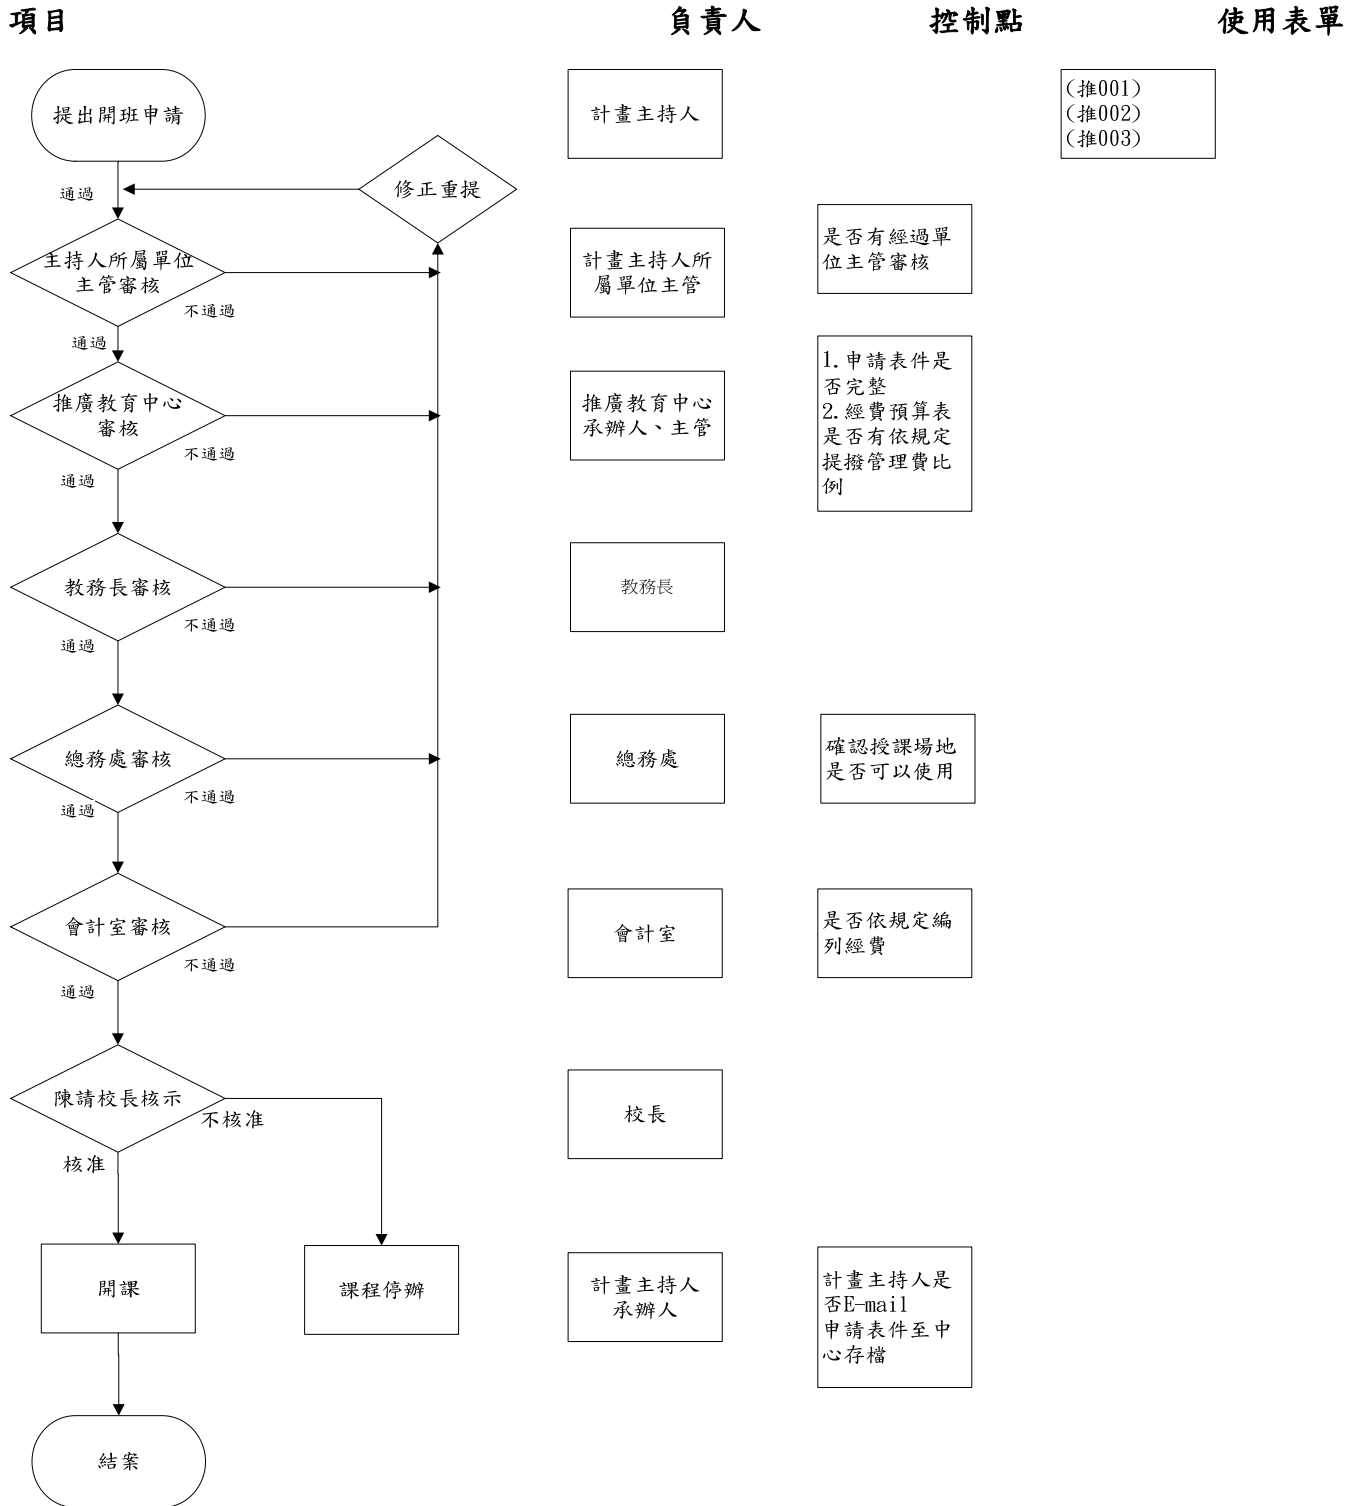 項目
負責人
控制點
使用表單
提出開班申請
計畫主持人
(推001)
(推002)
(推003)
通過
修正重提
主持人所屬單位
主管審核
不通過
計畫主持人所
屬單位主管
是否有經過單
位主管審核
通過
推廣教育中心
審核
不通過
推廣教育中心
承辦人、主管
1.申請表件是
否完整
2.經費預算表
是否有依規定
提撥管理費比
例
通過
教務長審核
不通過
教務長
通過
總務處審核
不通過
總務處
確認授課場地
是否可以使用
通過
會計室審核
不通過
會計室
是否依規定編
列經費
通過
陳請校長核示
不核准
校長
核准
開課
課程停辦
計畫主持人
承辦人
計畫主持人是
否E-mail
申請表件至中
心存檔
結案